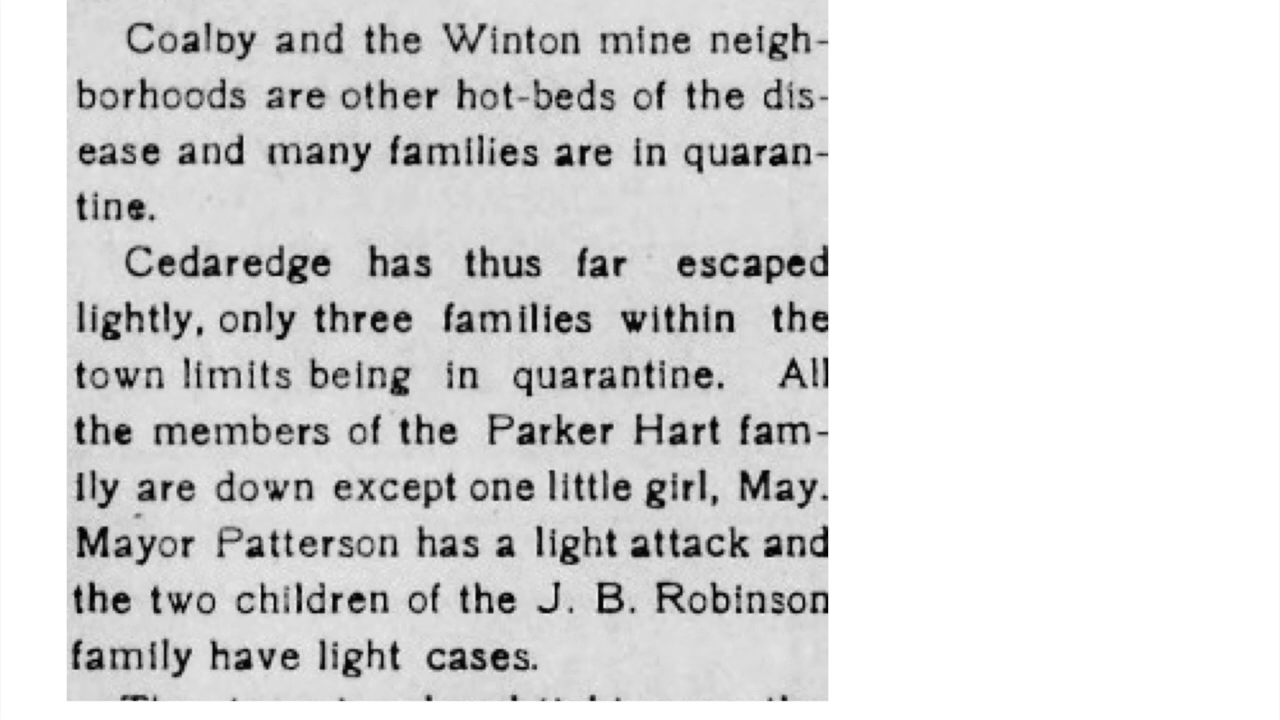 Coalby and the Winton mine neigh-
borhoods are other hot-beds of the dis-
ease and many families are in quaran-
tine.
Cedaredge has thus far escaped
lightly, only three families within the
town limits being in quarantine. All
the members of the Parker Hart fam-
ily are down except one little girl, May.
Mayor Patterson has a light attack and
the two children of the J. B. Robinson
family have light cases.